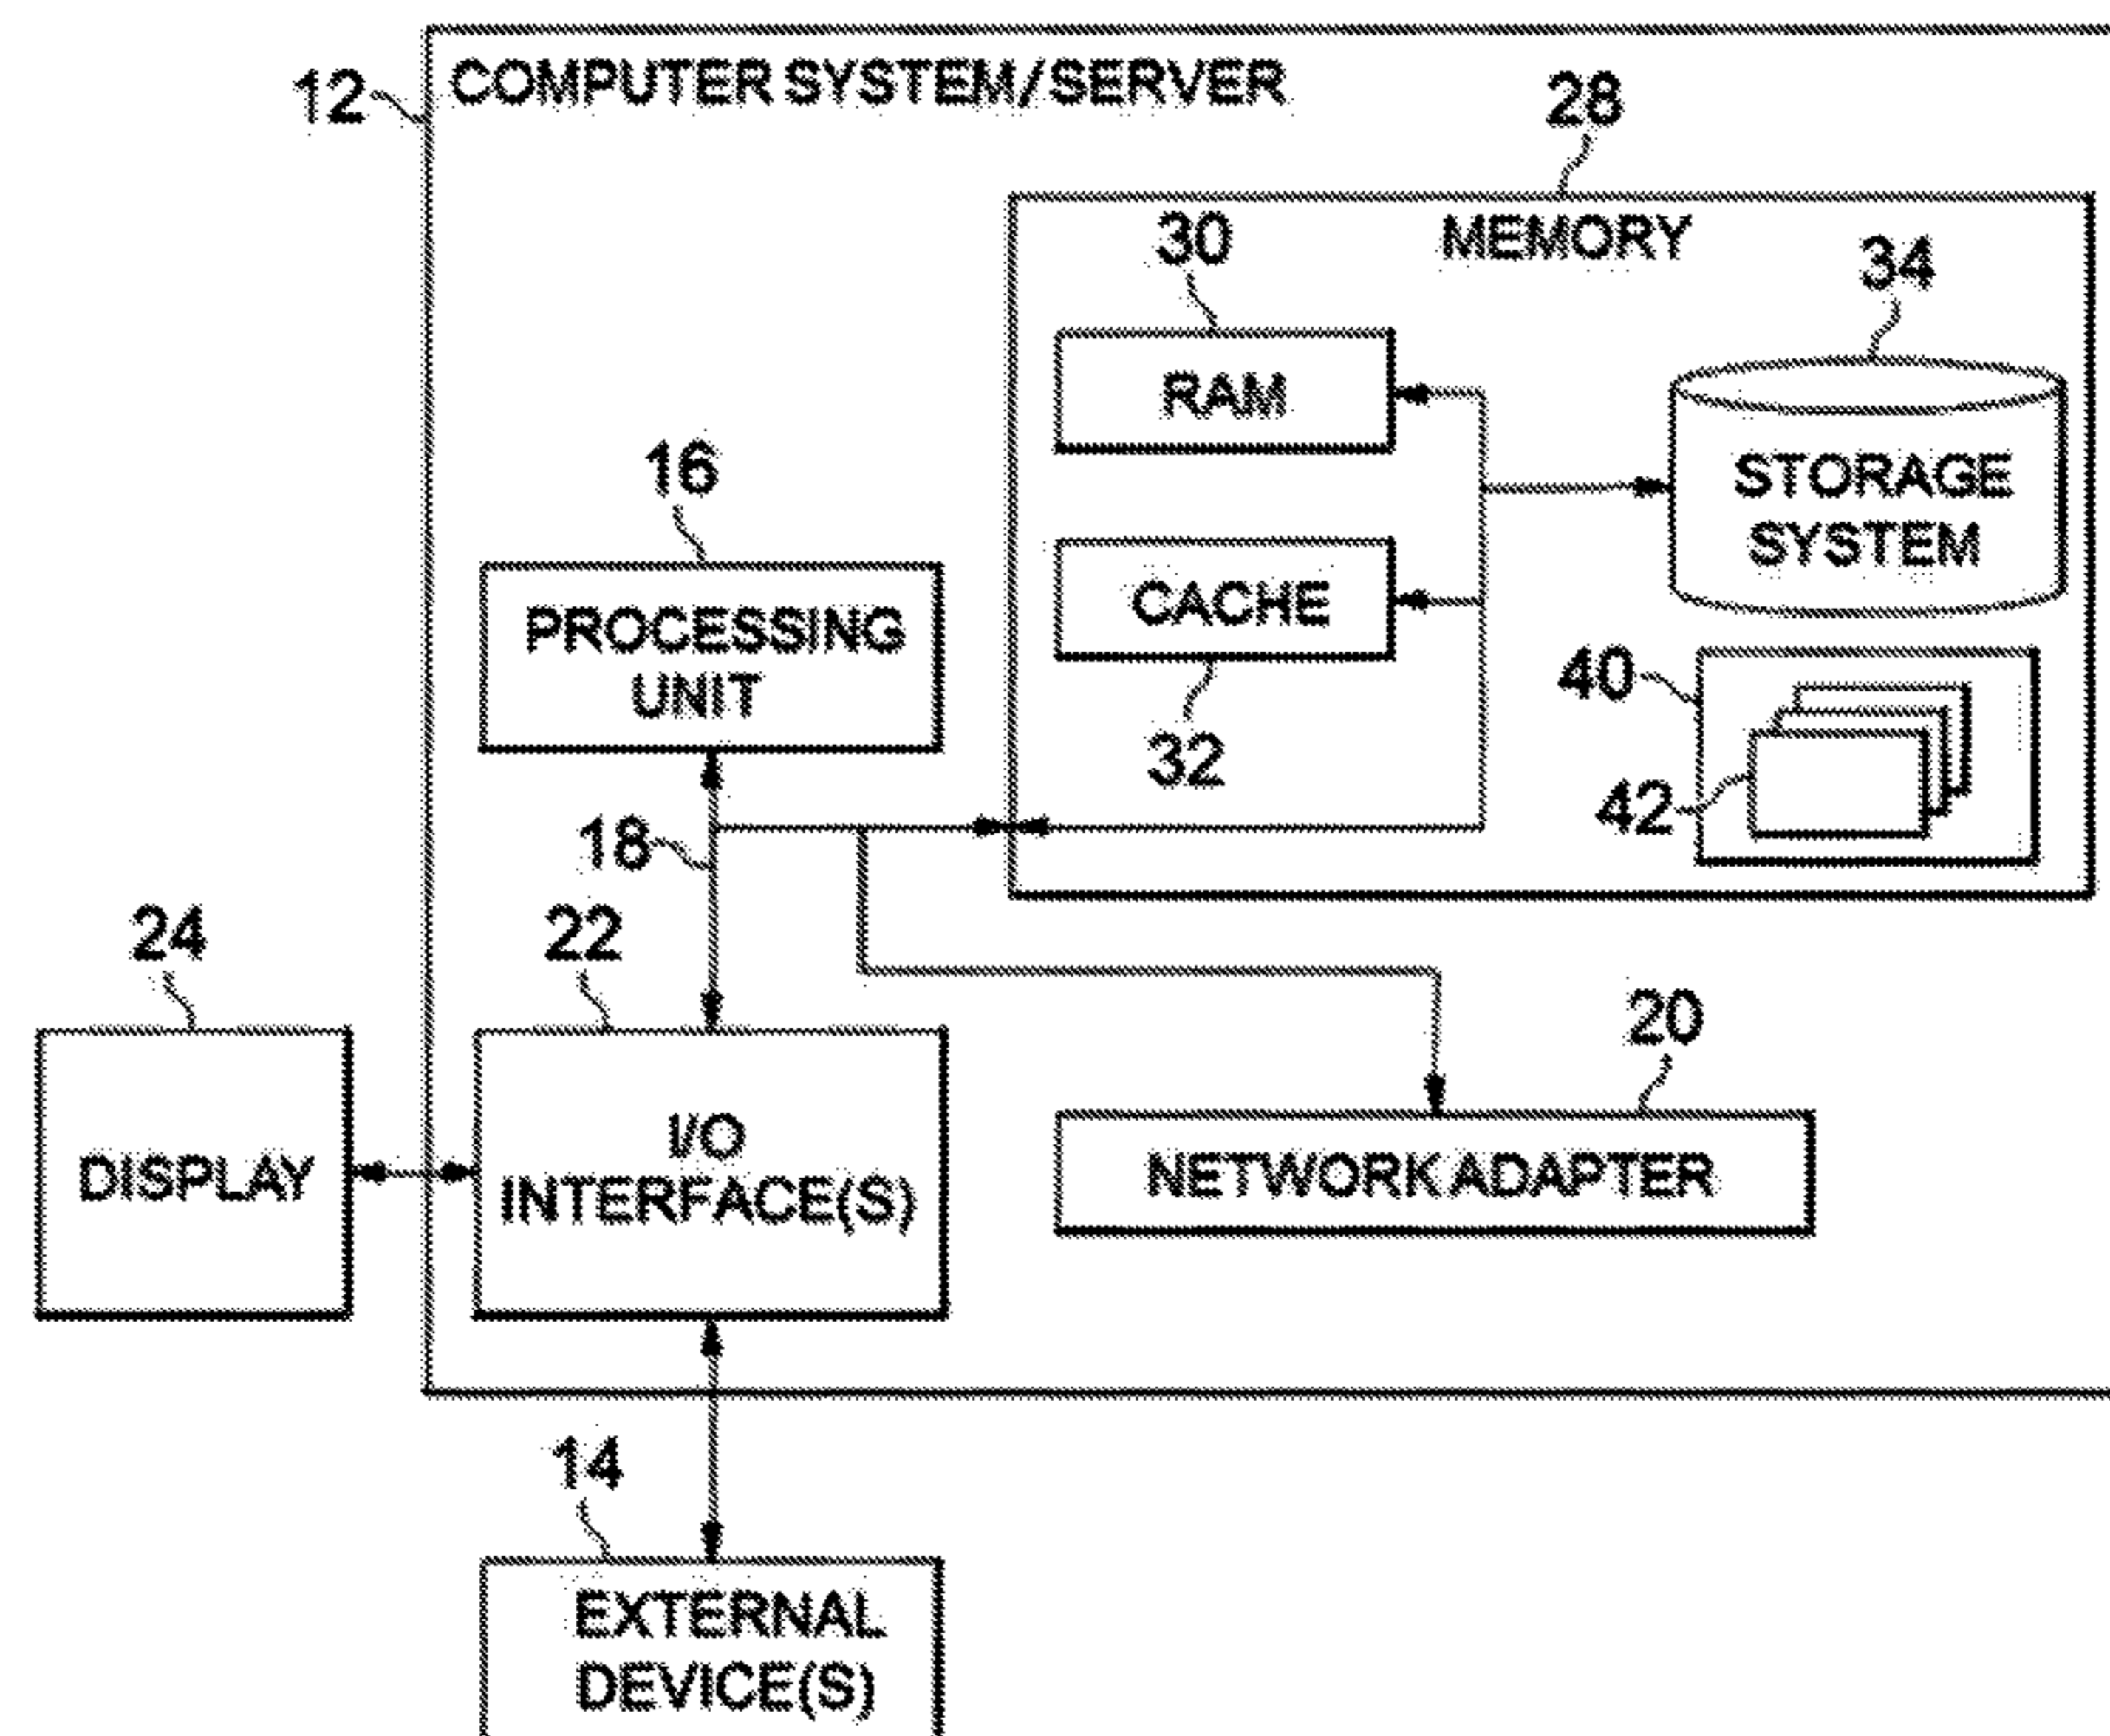 12
COMPUTER SYSTEM/SERVER
28
MEMORY
30
34
RAM
STORAGE
SYSTEM
16
PROCESSING
UNIT
CACHE
32
40
42
18
24
22
20
DISPLAY
I/O
INTERFACE(S)
NETWORK ADAPTER
14
EXTERNAL
DEVICE(S)